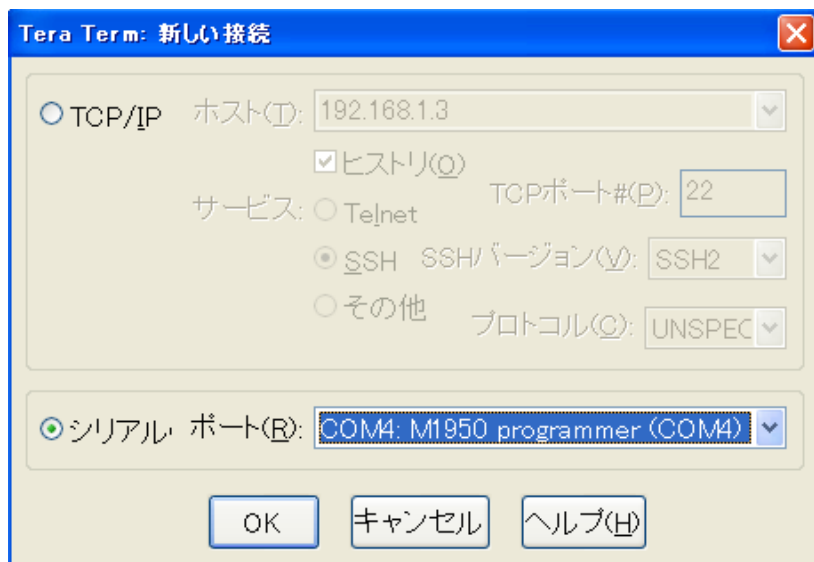 Tera Term: 新しい接続
TCP/IP ホスト(T): 192.168.1.3
ヒストリ(O)
サービス: Telnet TCPポート#(P): 22
SSH SSHバージョン(V): SSH2
その他 プロトコル(C): UNSPEC
シリアル ポート(R): COM4: M1950 programmer (COM4)
OK キャンセル ヘルプ(H)